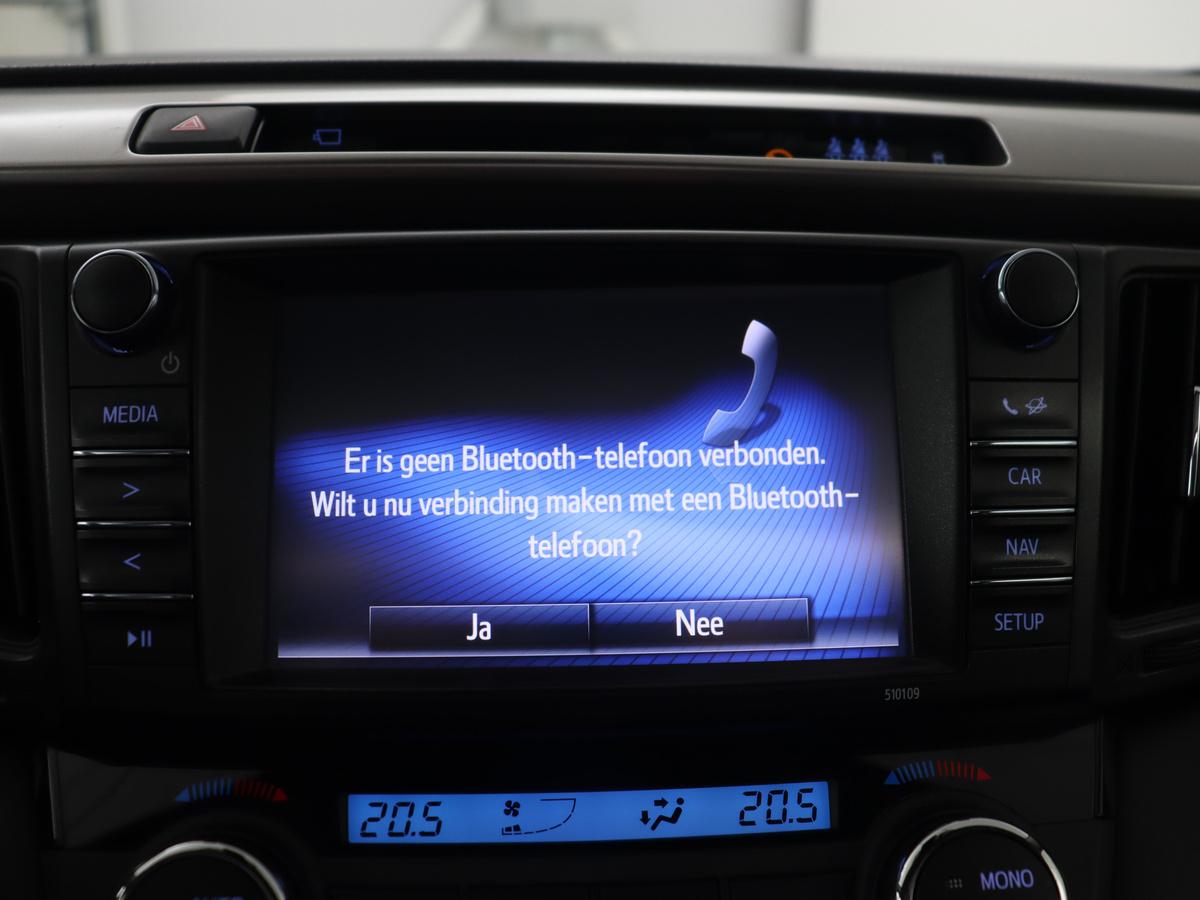 MEDIA
>
<
Er is geen Bluetooth-telefoon verbonden.
Wilt u nu verbinding maken met een Bluetooth-
telefoon?
Ja
Nee
CAR
NAV
SETUP
510109
20.5
20.5
MONO